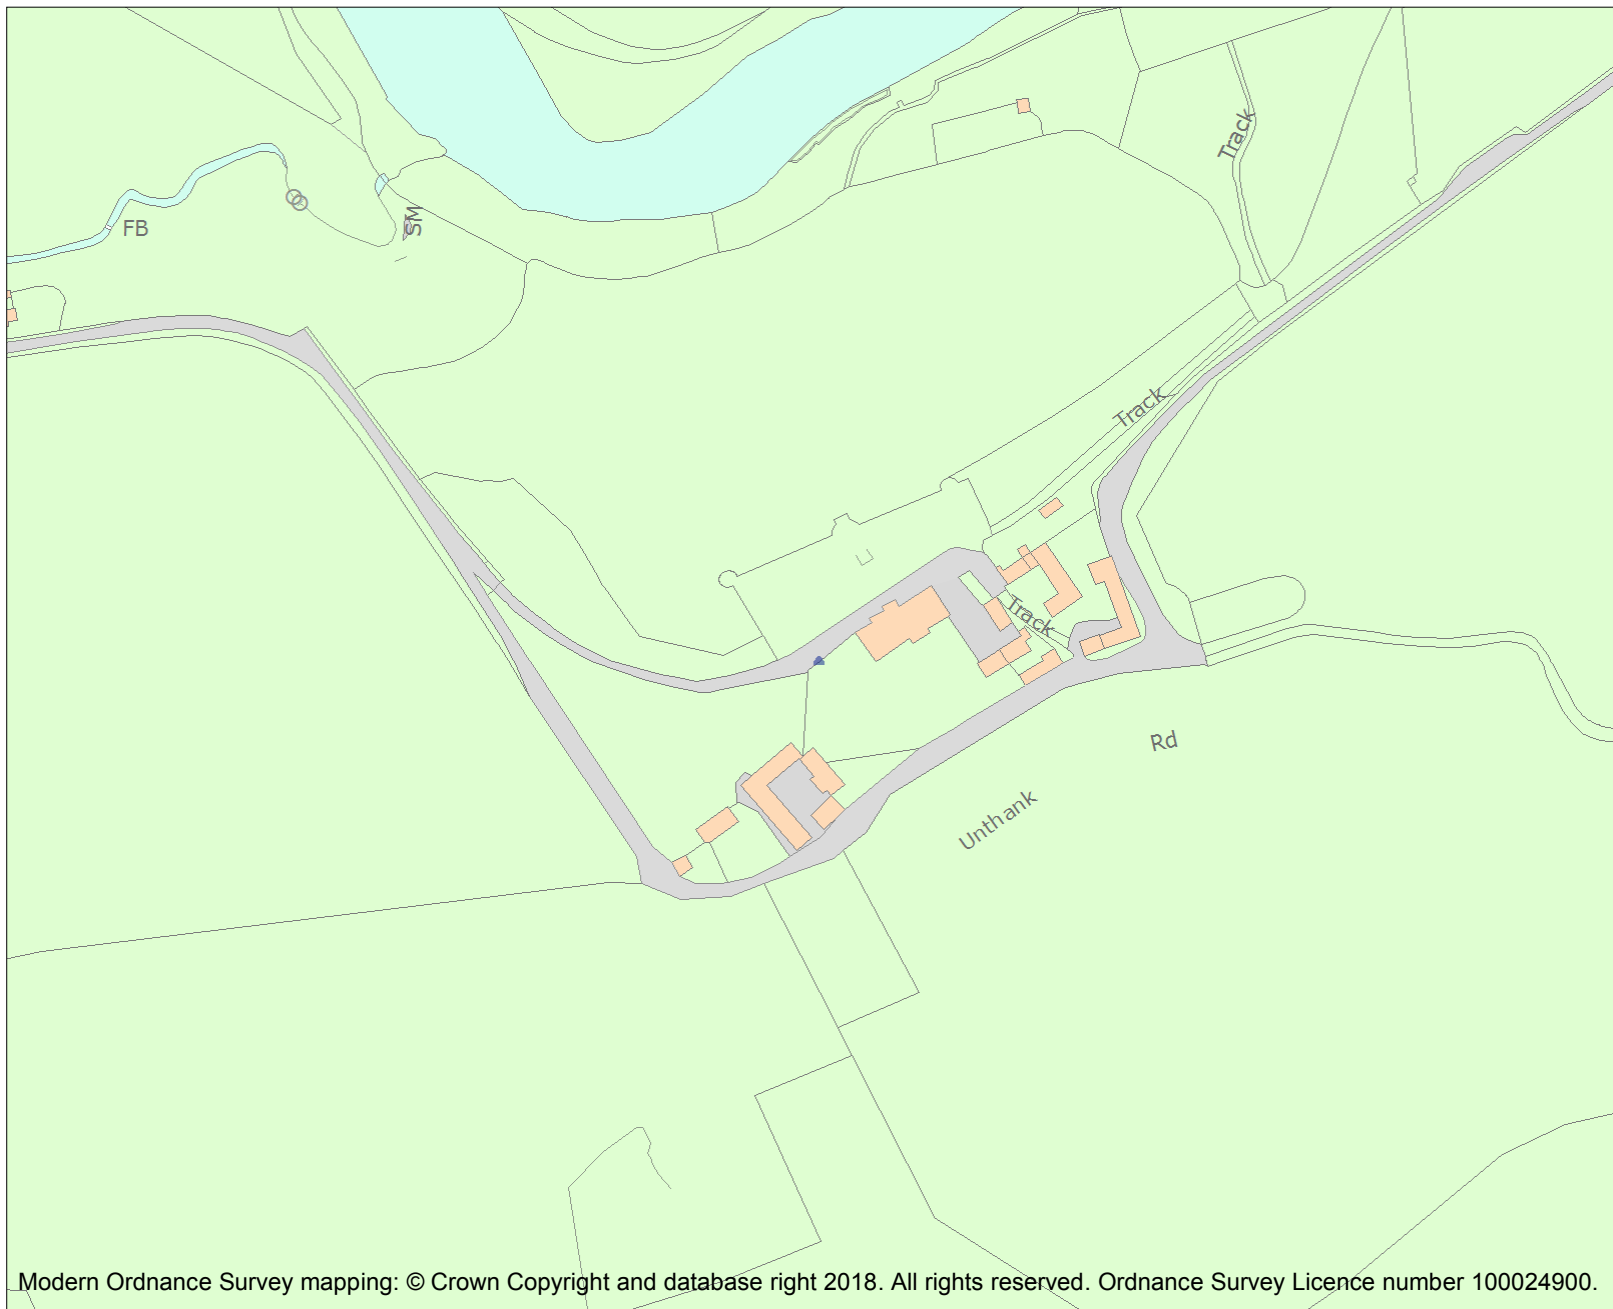 Track
FB
SM
Track
Track
Rd
Unthank
Modern Ordnance Survey mapping: © Crown Copyright and database right 2018. All rights reserved. Ordnance Survey Licence number 100024900.